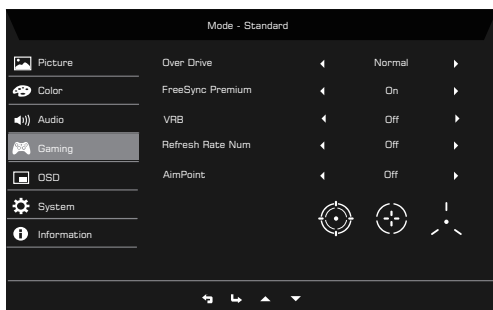 Mode - Standard
Picture
Over Drive Normal
Color
FreeSync Premium On
Audio
VRB Off
Gaming
Refresh Rate Num Off
OSD
AimPoint Off
System
Information